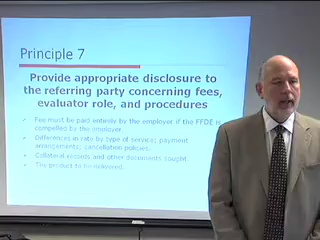 Principle 7
Provide appropriate disclosure to
the referring party concerning fees,
evaluator role, and procedures
Fee must be paid entirely by the employer if the FFDE is
compelled by the employer.
Differences in rate by type of service; payment
arrangements; cancellation policies.
Collateral records and other documents sought.
The product to be rendered.